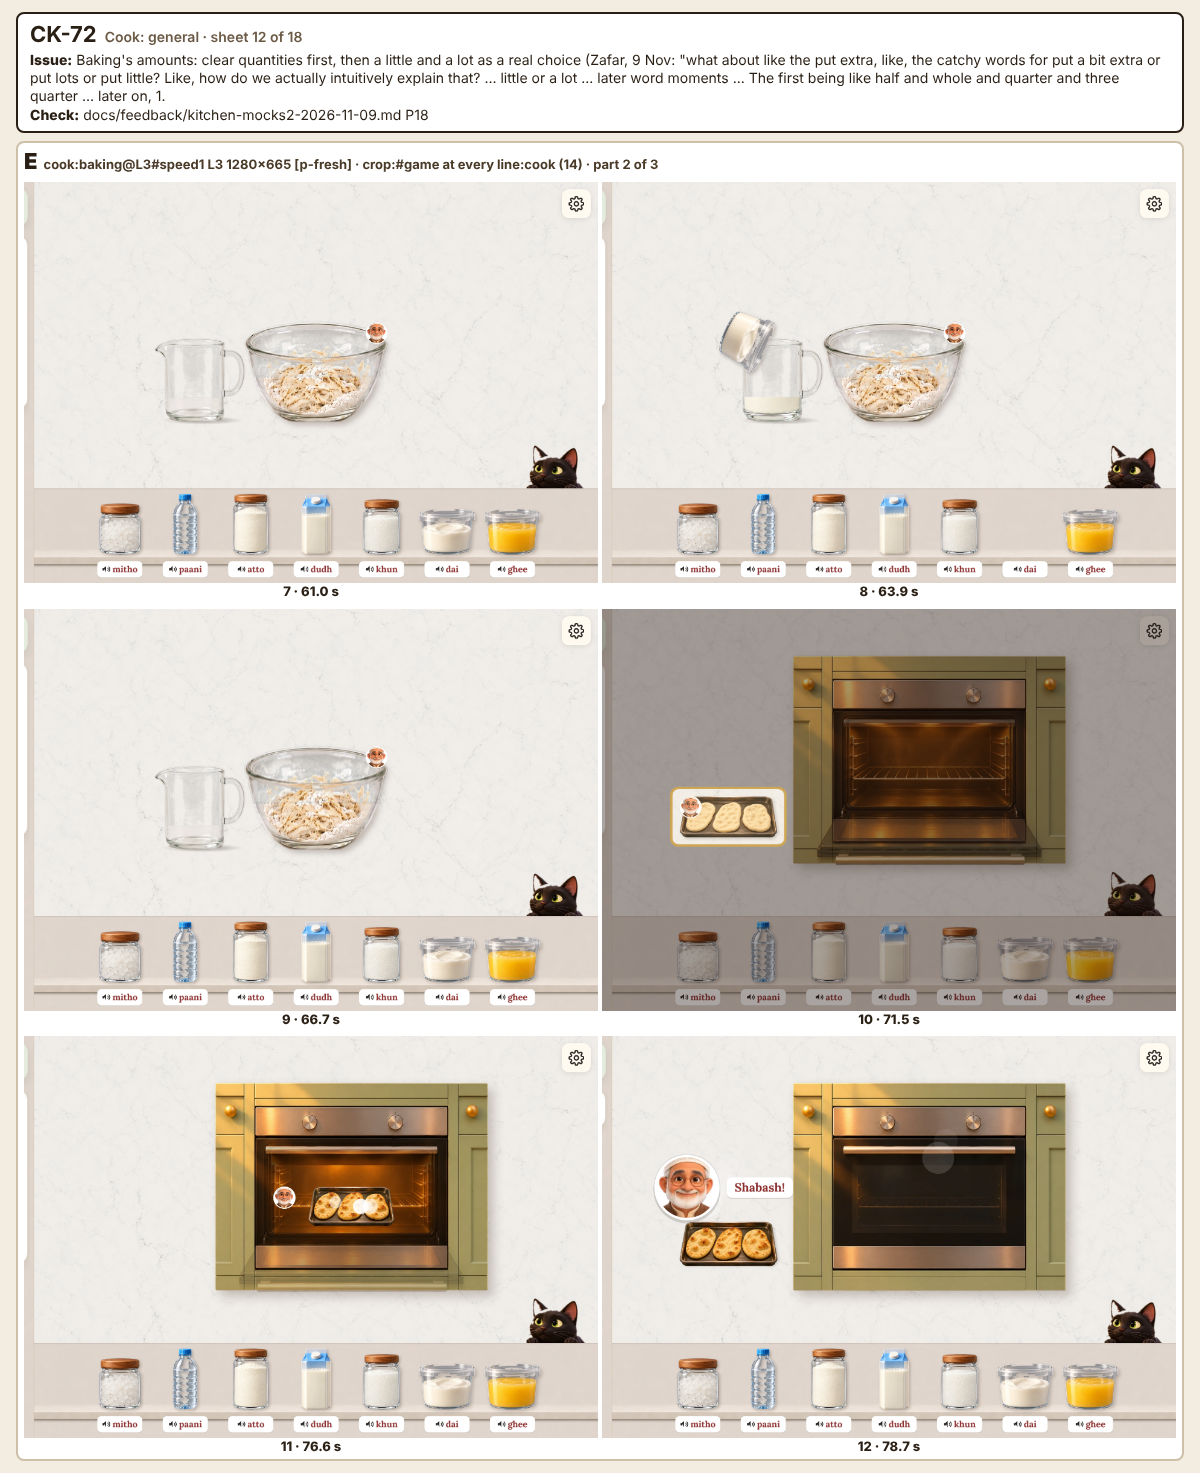 CK-72 Cook: general · sheet 12 of 18
Issue: Baking's amounts: clear quantities first, then a little and a lot as a real choice (Zafar, 9 Nov: "what about like the put extra, like, the catchy words for put a bit extra or
put lots or put little? Like, how do we actually intuitively explain that? ... little or a lot ... later word moments ... The first being like half and whole and quarter and three
quarter ... later on, 1.
Check: docs/feedback/kitchen-mocks2-2026-11-09.md P18
E cook:baking@L3#speed1 L3 1280×665 [p-fresh] · crop:#game at every line:cook (14) · part 2 of 3
mitho paani atto dudh khun dai ghee
mitho paani atto dudh khun dai ghee
7 · 61.0 s
8 · 63.9 s
mitho paani atto dudh khun dai ghee
mitho paani atto dudh khun dai ghee
9 · 66.7 s
10 · 71.5 s
Shabash!
mitho paani atto dudh khun dai ghee
mitho paani atto dudh khun dai ghee
11 · 76.6 s
12 · 78.7 s